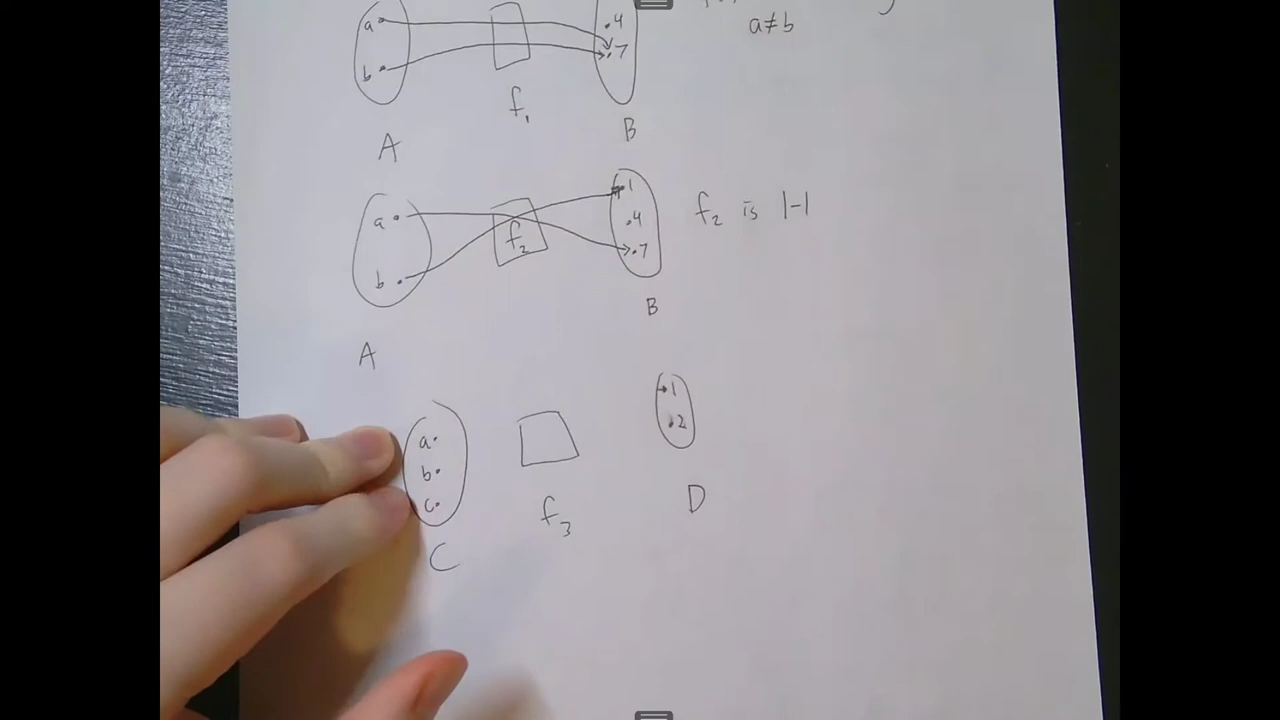 a
b
.4
.7
a≠b
f₁
A
B
a
b
f₂
1
.4
.7
f₂ is 1-1
A
B
a.
b.
c.
1
.2
f₃
C
D